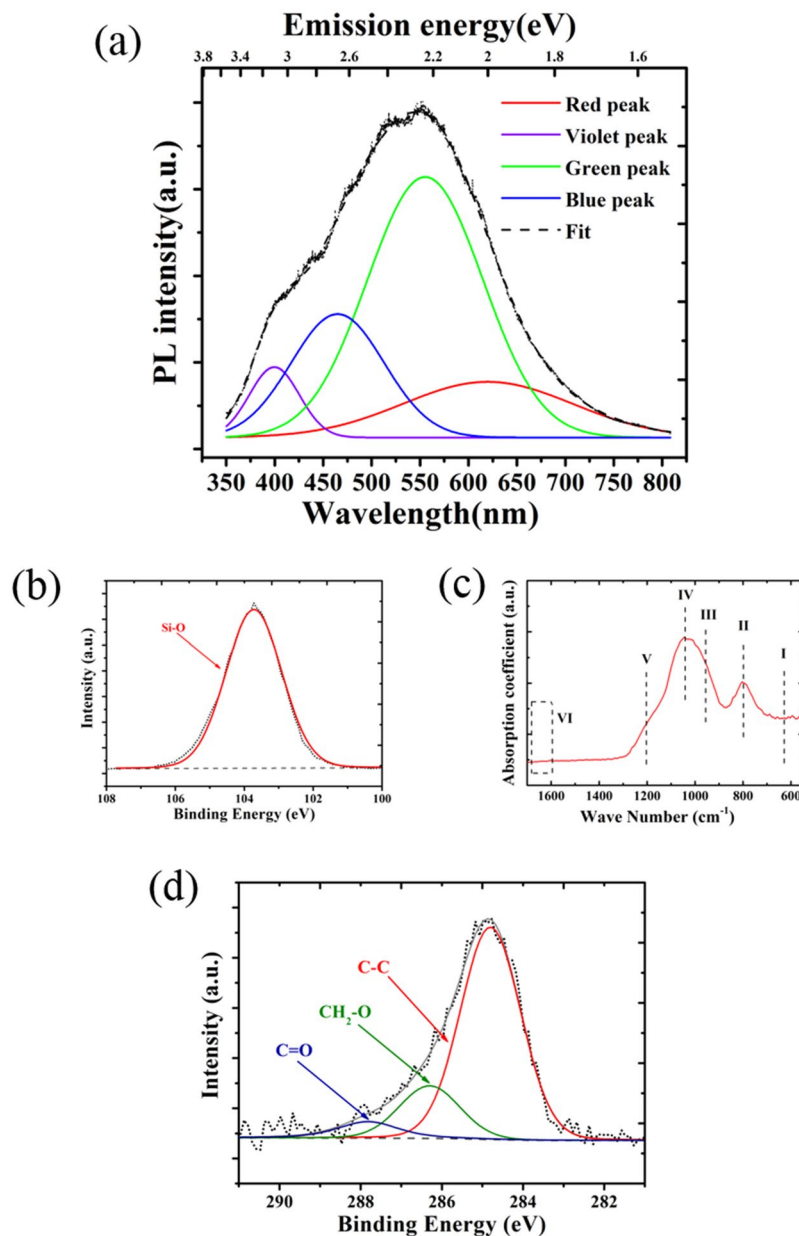 (a)
Emission energy(eV)
3.8 3.4 3 2.6 2.2 2 1.8 1.6
Red peak
Violet peak
Green peak
Blue peak
Fit
PL intensity(a.u.)
350 400 450 500 550 600 650 700 750 800
Wavelength(nm)
(b)
Si-O
Intensity (a.u.)
108 106 104 102 100
Binding Energy (eV)
(c)
IV
III
II
V
I
VI
Absorption coefficient (a.u.)
1600 1400 1200 1000 800 600
Wave Number (cm⁻¹)
(d)
C-C
CH₂-O
C=O
Intensity (a.u.)
290 288 286 284 282
Binding Energy (eV)